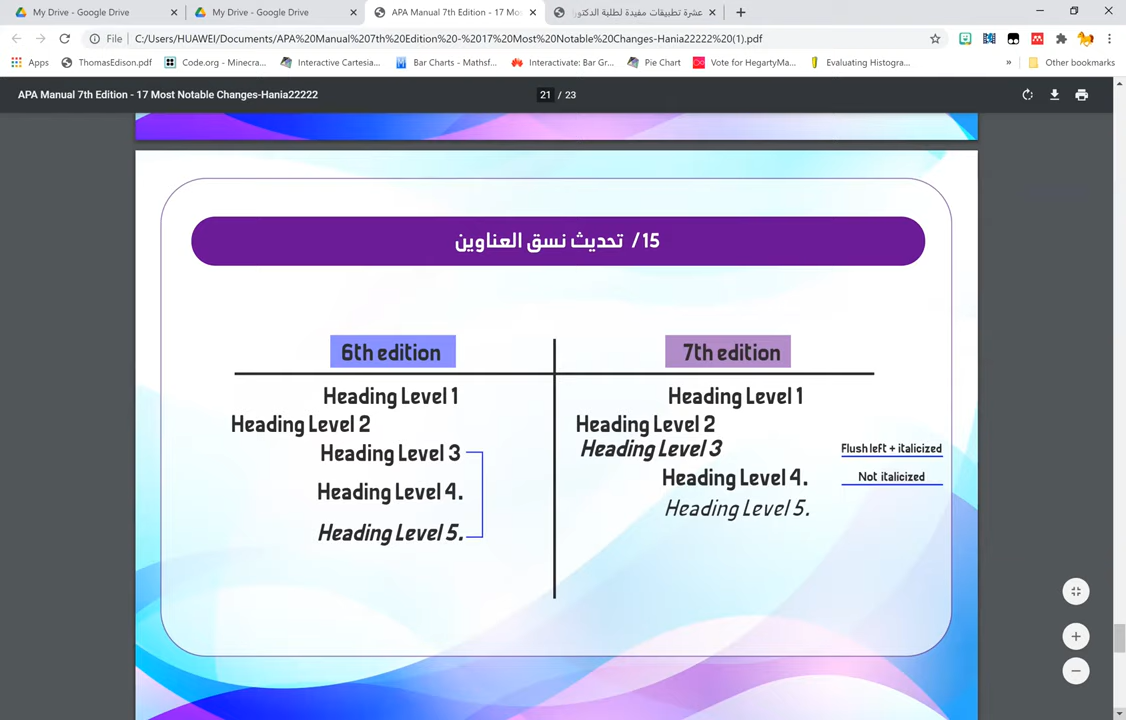 My Drive - Google Drive
My Drive - Google Drive
APA Manual 7th Edition - 17 Mos
عشرة تطبيقات مفيدة لطلبة الدكتورا
File
C:/Users/HUAWEI/Documents/APA%20Manual%207th%20Edition%20-%2017%20Most%20Notable%20Changes-Hania22222%20(1).pdf
Apps
ThomasEdison.pdf
Code.org - Minecra...
Interactive Cartesia...
Bar Charts - Mathsf...
Interactivate: Bar Gr...
Pie Chart
Vote for HegartyMa...
Evaluating Histogra...
»
Other bookmarks
APA Manual 7th Edition - 17 Most Notable Changes-Hania22222
21 / 23
15/ تحديث نسق العناوين
6th edition
Heading Level 1
Heading Level 2
Heading Level 3
Heading Level 4.
Heading Level 5.
7th edition
Heading Level 1
Heading Level 2
Heading Level 3
Heading Level 4.
Heading Level 5.
Flush left + italicized
Not italicized